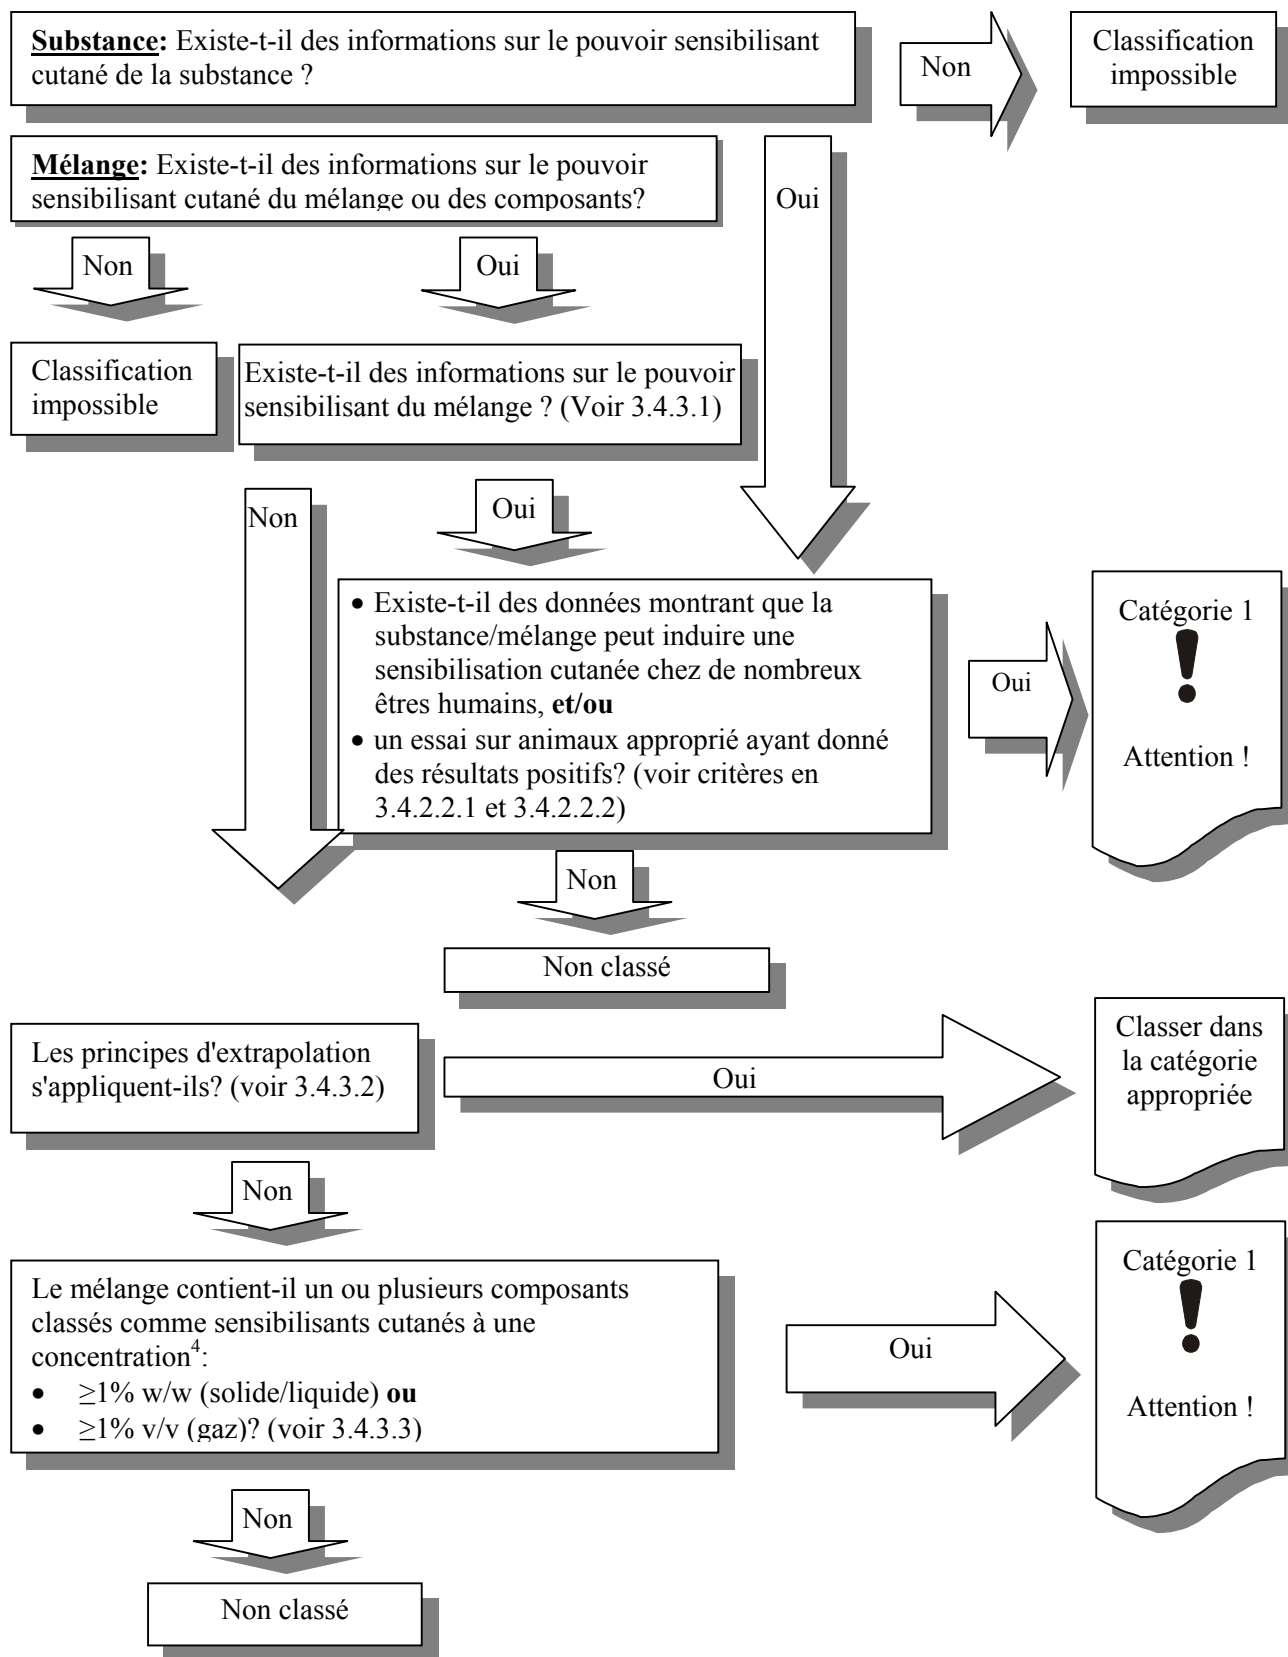 Substance: Existe-t-il des informations sur le pouvoir sensibilisant
cutané de la substance ?
Non
Classification
impossible
Mélange: Existe-t-il des informations sur le pouvoir
sensibilisant cutané du mélange ou des composants?
Oui
Non
Oui
Classification
impossible
Existe-t-il des informations sur le pouvoir
sensibilisant du mélange ? (Voir 3.4.3.1)
Non
Oui
• Existe-t-il des données montrant que la
substance/mélange peut induire une
sensibilisation cutanée chez de nombreux
êtres humains, et/ou
• un essai sur animaux approprié ayant donné
des résultats positifs? (voir critères en
3.4.2.2.1 et 3.4.2.2.2)
Oui
Catégorie 1
!
Attention !
Non
Non classé
Les principes d'extrapolation
s'appliquent-ils? (voir 3.4.3.2)
Oui
Classer dans
la catégorie
appropriée
Non
Le mélange contient-il un ou plusieurs composants
classés comme sensibilisants cutanés à une
concentration⁴:
• ≥1% w/w (solide/liquide) ou
• ≥1% v/v (gaz)? (voir 3.4.3.3)
Oui
Catégorie 1
!
Attention !
Non
Non classé